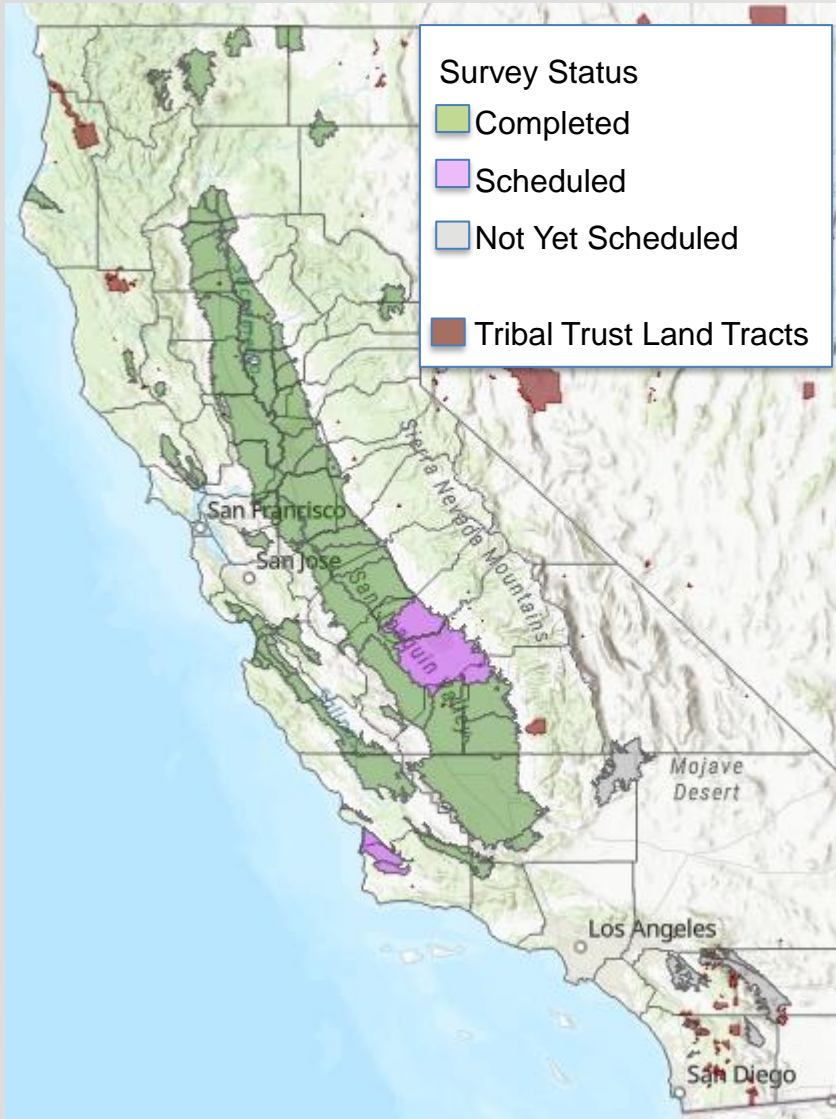 Survey Status
Completed
Scheduled
Not Yet Scheduled
Tribal Trust Land Tracts
Sierra Nevada Mountains
San Francisco
San Jose
Mojave
Desert
Los Angeles
San Diego